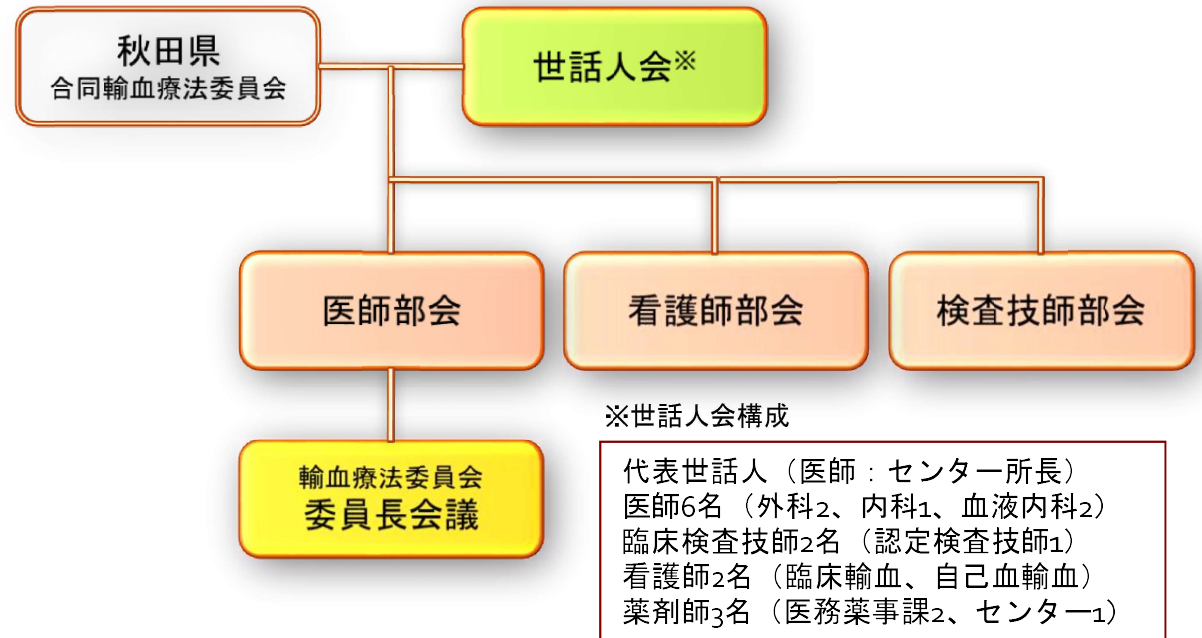 秋田県
合同輸血療法委員会
世話人会※
医師部会
看護師部会
検査技師部会
輸血療法委員会
委員長会議
※世話人会構成
代表世話人（医師：センター所長）
医師6名（外科2、内科1、血液内科2）
臨床検査技師2名（認定検査技師1）
看護師2名（臨床輸血、自己血輸血）
薬剤師3名（医務薬事課2、センター1）